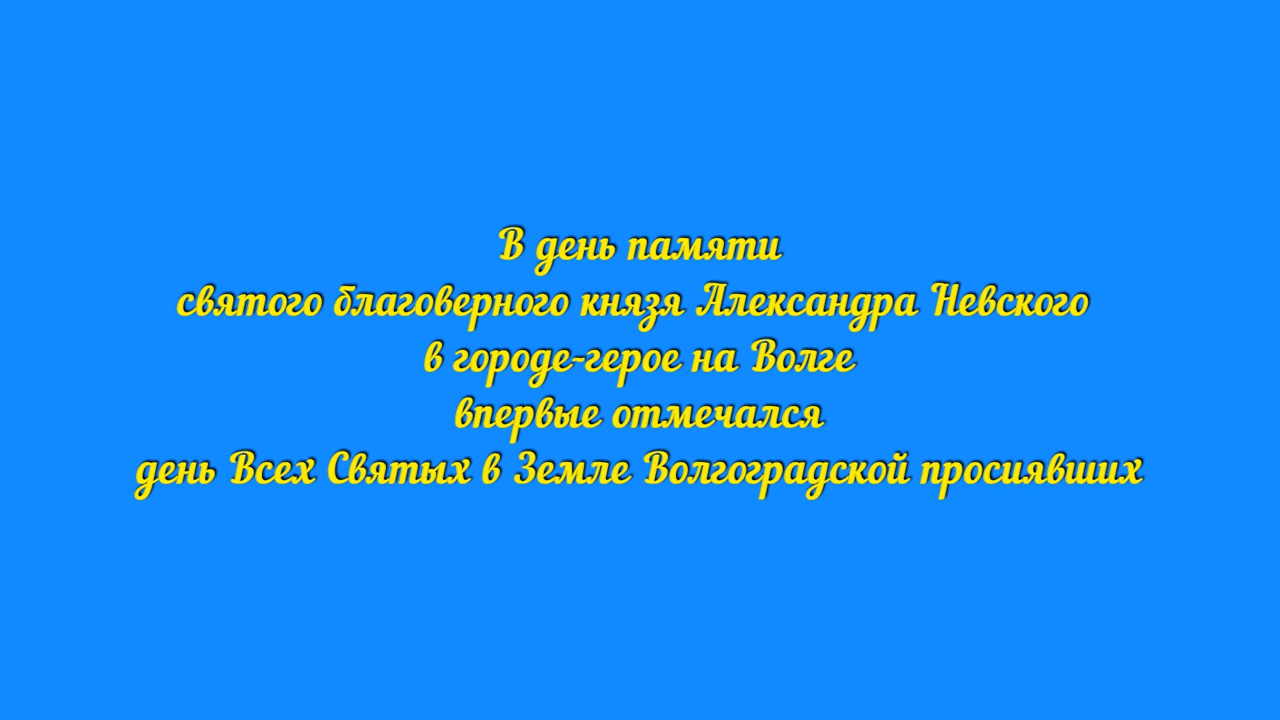 В день памяти
святого благоверного князя Александра Невского
в городе-герое на Волге
впервые отмечался
день Всех Святых в Земле Волгоградской просиявших